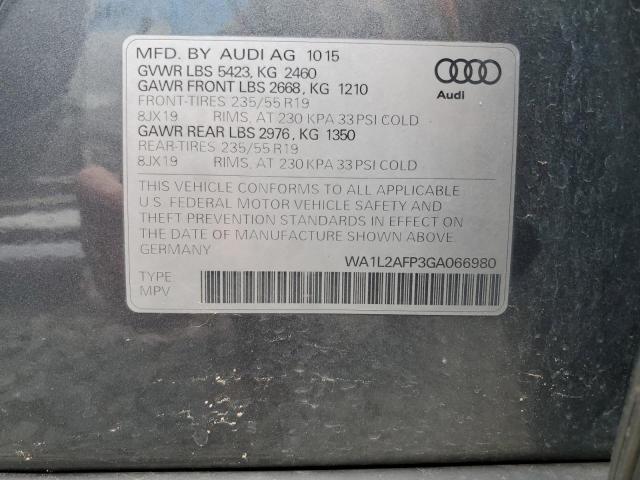 MFD. BY AUDI AG 10 15
GVWR LBS 5423, KG 2460
GAWR FRONT LBS 2668, KG 1210
FRONT-TIRES 235/55 R19
8JX19 RIMS, AT 230 KPA 33 PSI COLD
GAWR REAR LBS 2976, KG 1350
REAR-TIRES 235/55 R19
8JX19 RIMS, AT 230 KPA 33 PSI COLD
Audi
THIS VEHICLE CONFORMS TO ALL APPLICABLE
U.S. FEDERAL MOTOR VEHICLE SAFETY AND
THEFT PREVENTION STANDARDS IN EFFECT ON
THE DATE OF MANUFACTURE SHOWN ABOVE
GERMANY
WA1L2AFP3GA066980
TYPE
MPV